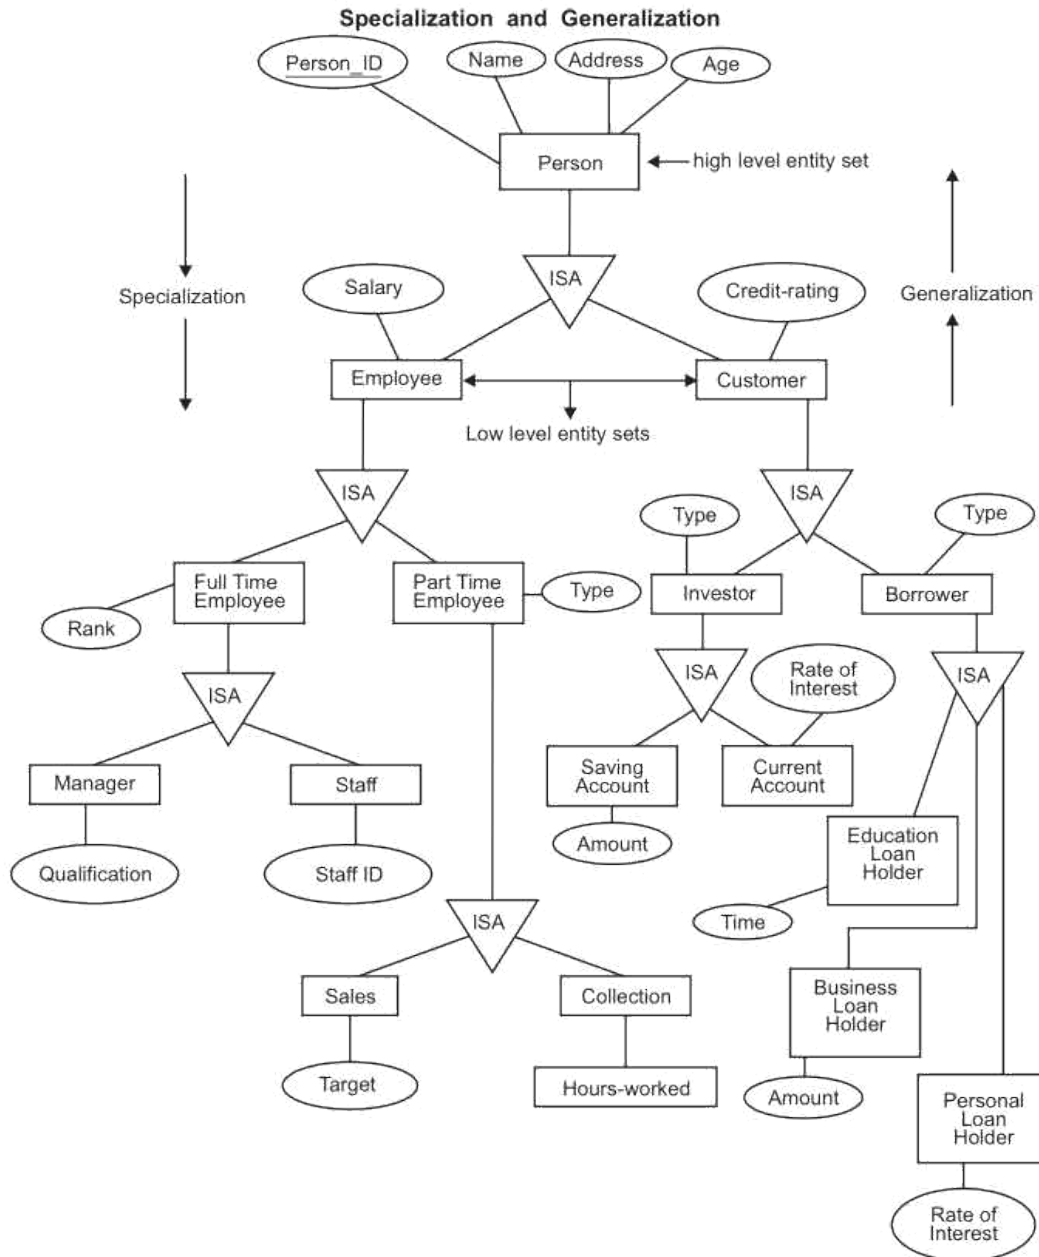 Specialization and Generalization
Person_ID
Name
Address
Age
Person
high level entity set
ISA
Specialization
Salary
Credit-rating
Generalization
Employee
Customer
Low level entity sets
ISA
ISA
Type
Type
Full Time
Employee
Part Time
Employee
Type
Investor
Borrower
Rank
ISA
ISA
Rate of
Interest
ISA
Manager
Staff
Saving
Account
Current
Account
Qualification
Staff ID
Amount
Education
Loan
Holder
ISA
Time
Sales
Collection
Business
Loan
Holder
Target
Hours-worked
Amount
Personal
Loan
Holder
Rate of
Interest